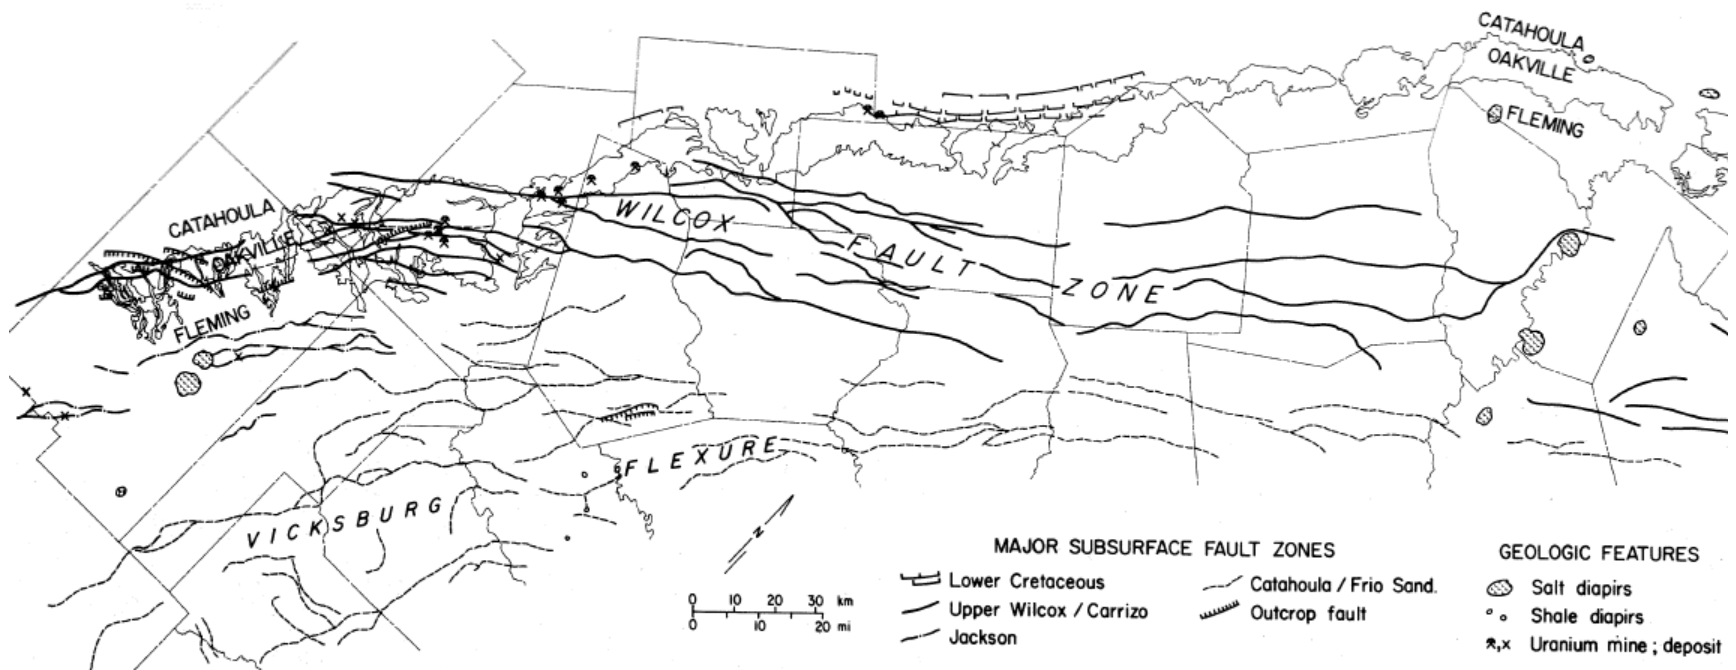 CATAHOULA
OAKVILLE
FLEMING
CATAHOULA
OAKVILLE
FLEMING
WILCOX
FAULT
ZONE
VICKSBURG
FLEXURE
N
0 10 20 30 km
0 10 20 mi
MAJOR SUBSURFACE FAULT ZONES
Lower Cretaceous
Upper Wilcox / Carrizo
Jackson
Catahoula / Frio Sand.
Outcrop fault
GEOLOGIC FEATURES
Salt diapirs
Shale diapirs
Uranium mine ; deposit